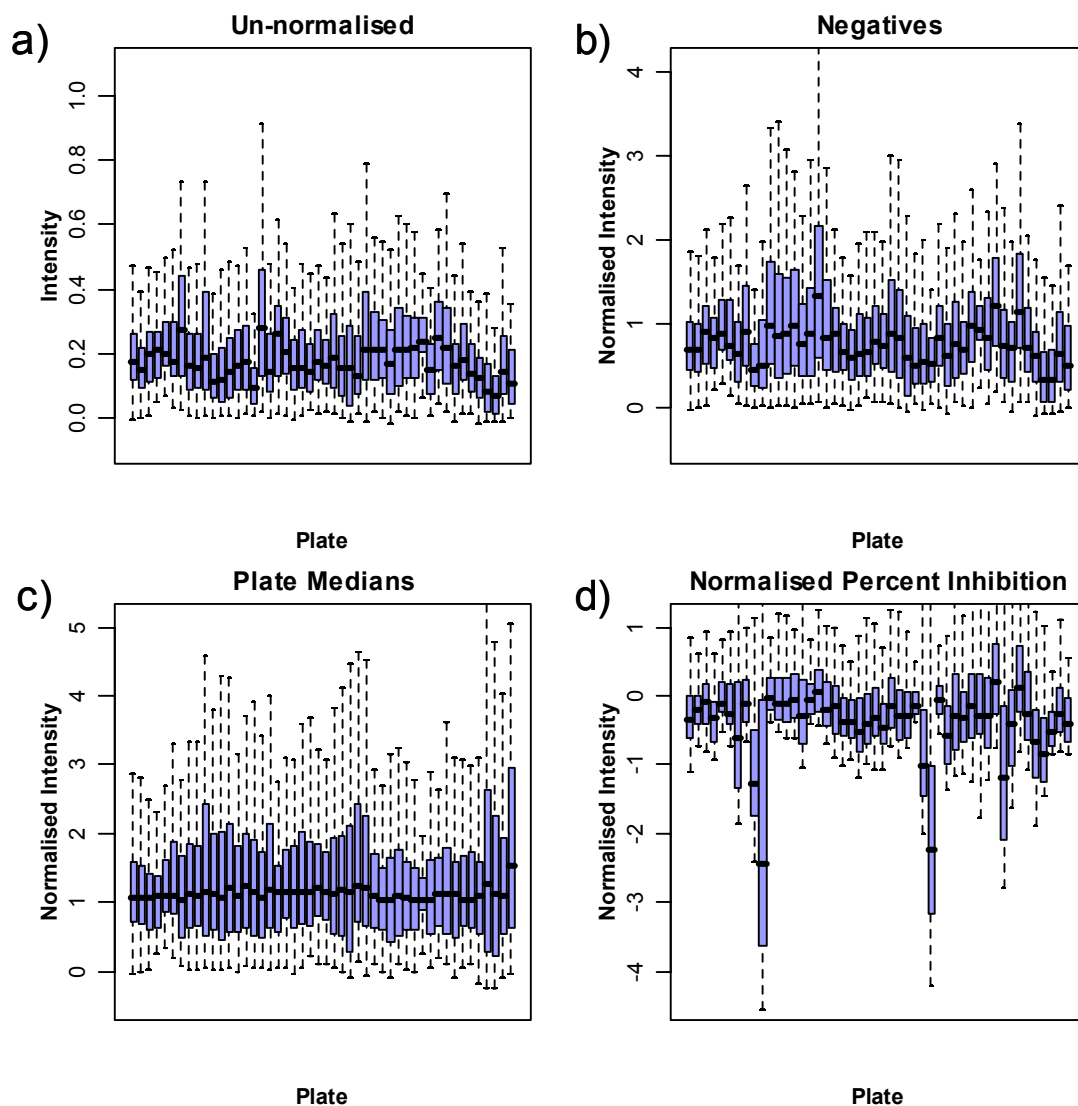 a)
Un-normalised
Intensity
1.0
0.8
0.6
0.4
0.2
0.0
Plate
b)
Negatives
Normalised Intensity
4
3
2
1
0
Plate
c)
Plate Medians
Normalised Intensity
5
4
3
2
1
0
Plate
d)
Normalised Percent Inhibition
Normalised Intensity
1
0
-1
-2
-3
-4
Plate